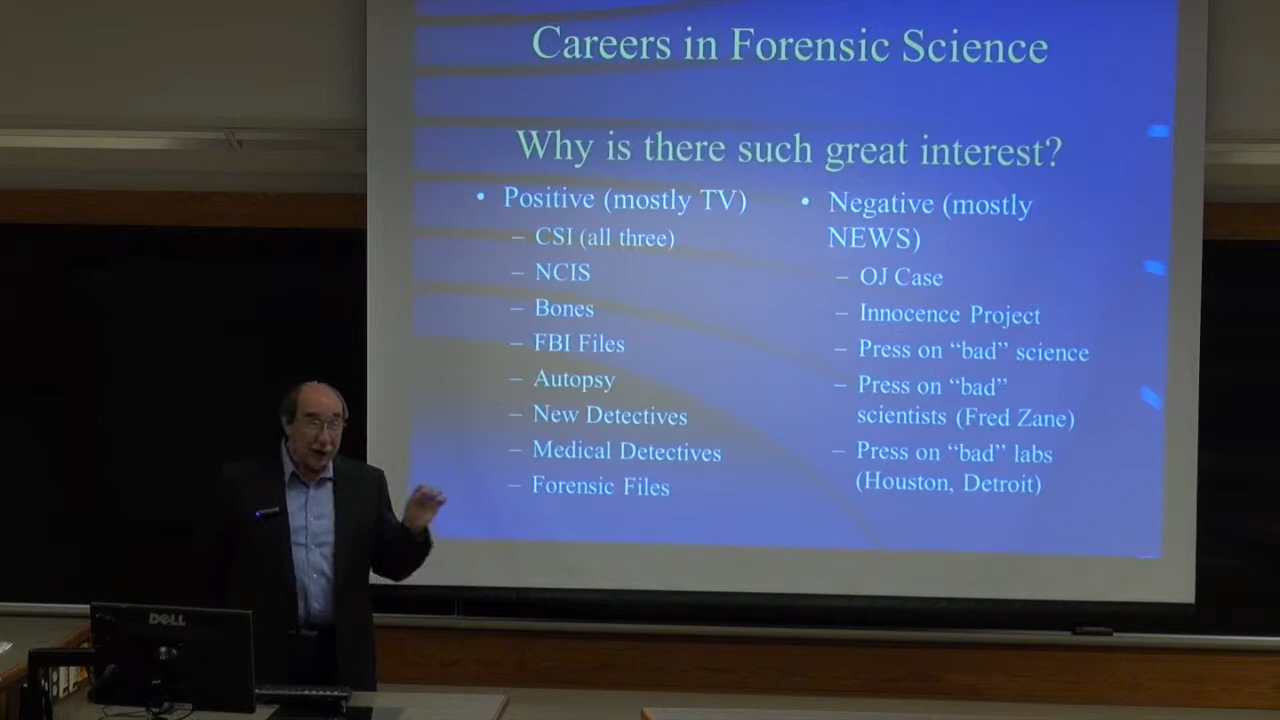 Careers in Forensic Science
Why is there such great interest?
• Positive (mostly TV)
– CSI (all three)
– NCIS
– Bones
– FBI Files
– Autopsy
– New Detectives
– Medical Detectives
– Forensic Files
• Negative (mostly
NEWS)
– OJ Case
– Innocence Project
– Press on “bad” science
– Press on “bad”
scientists (Fred Zane)
– Press on “bad” labs
(Houston, Detroit)
DELL